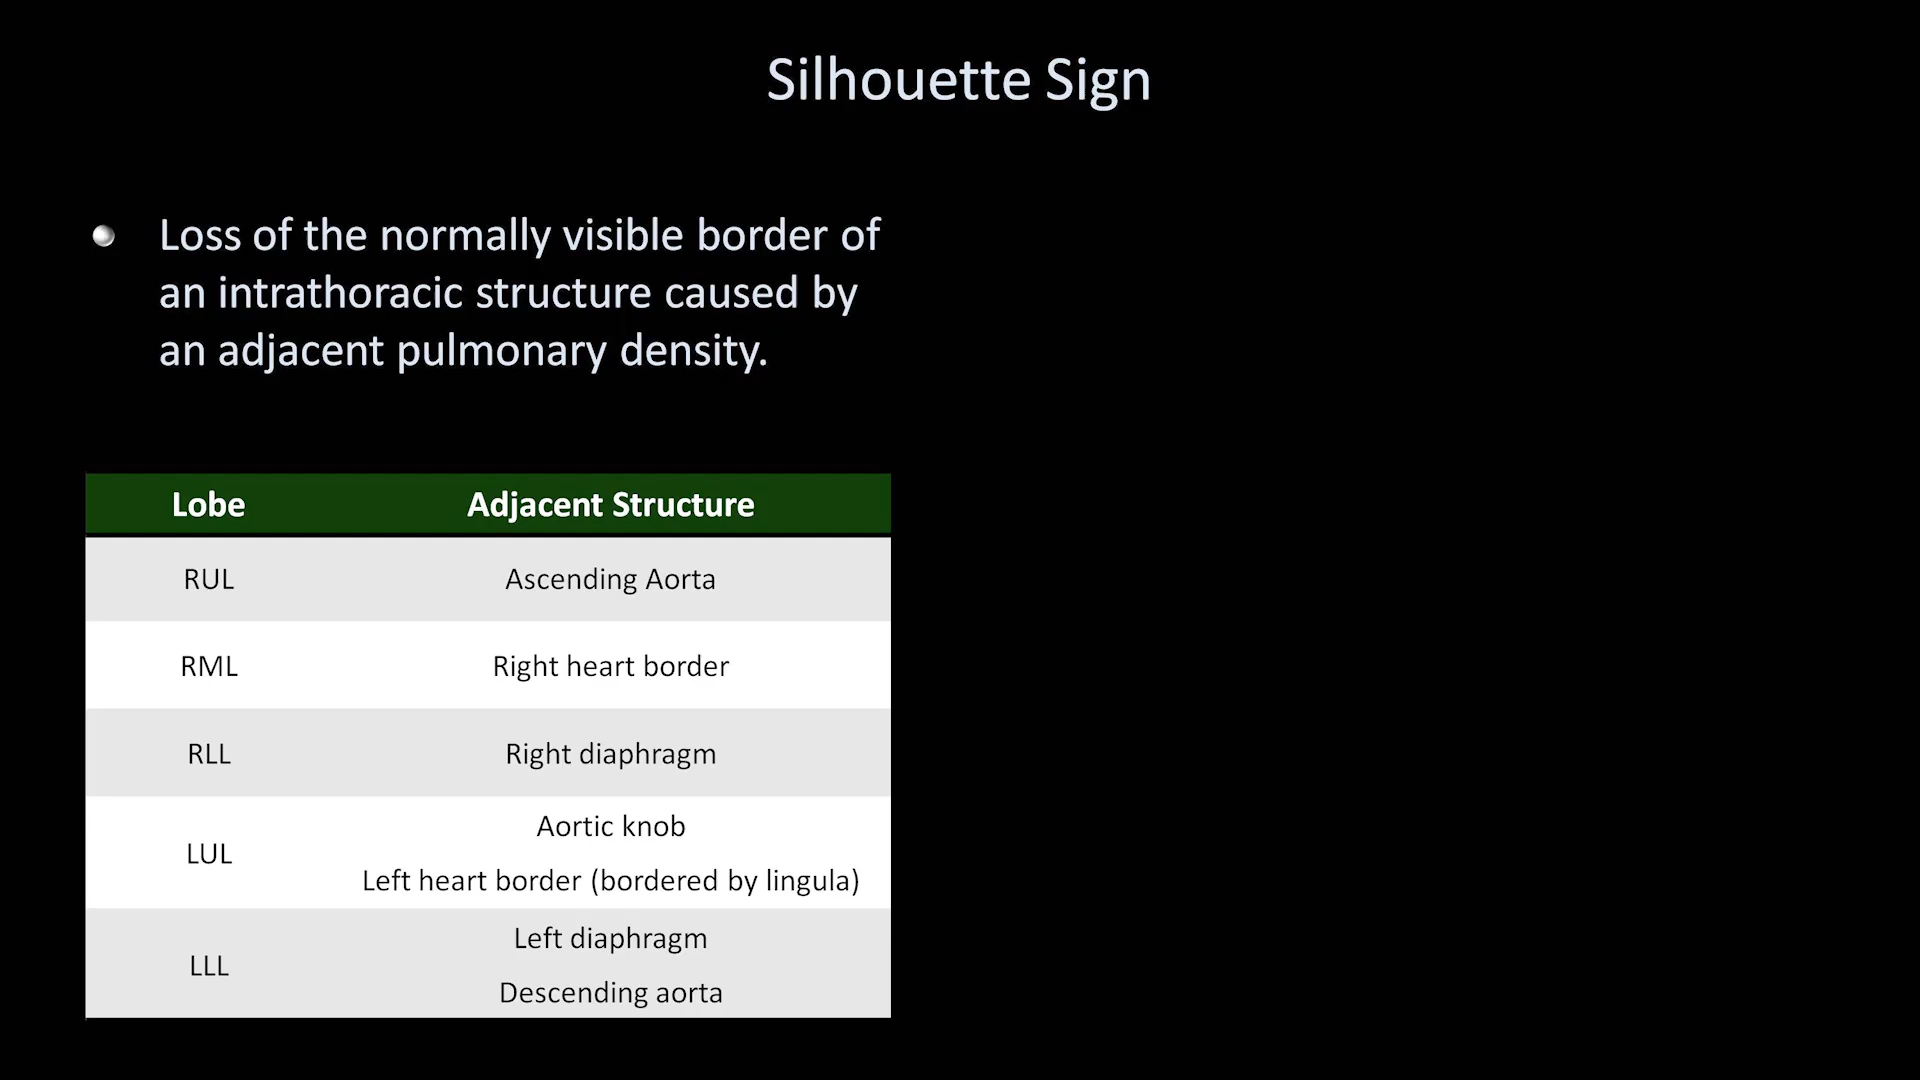 Silhouette Sign
Loss of the normally visible border of
an intrathoracic structure caused by
an adjacent pulmonary density.
Lobe Adjacent Structure
RUL Ascending Aorta
RML Right heart border
RLL Right diaphragm
LUL Aortic knob
Left heart border (bordered by lingula)
LLL Left diaphragm
Descending aorta